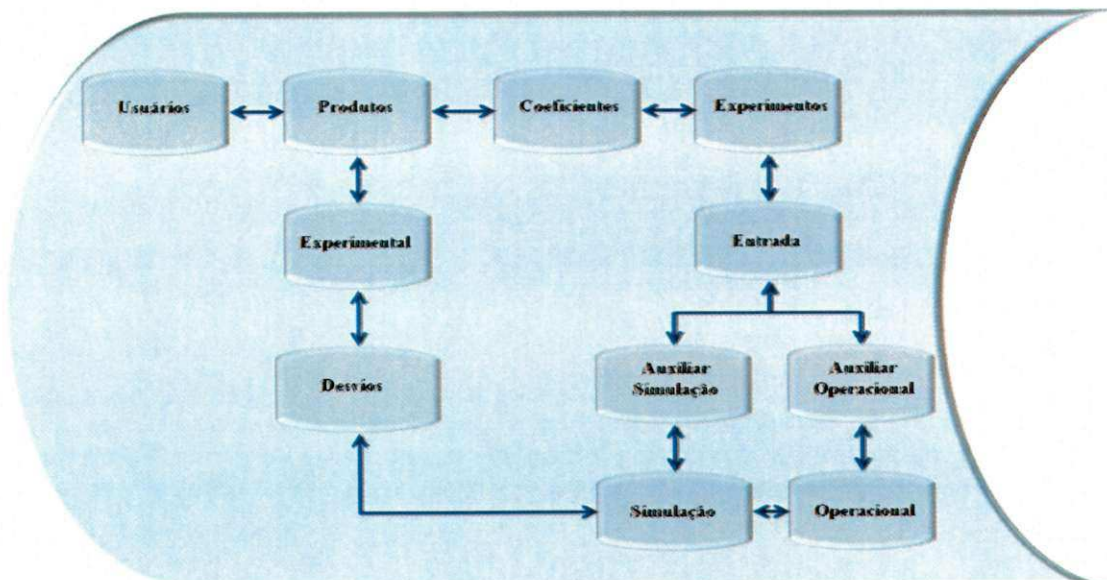 Usuários
Produtos
Coeficientes
Experimentos
Experimental
Entrada
Desvios
Auxiliar
Simulação
Auxiliar
Operacional
Simulação
Operacional